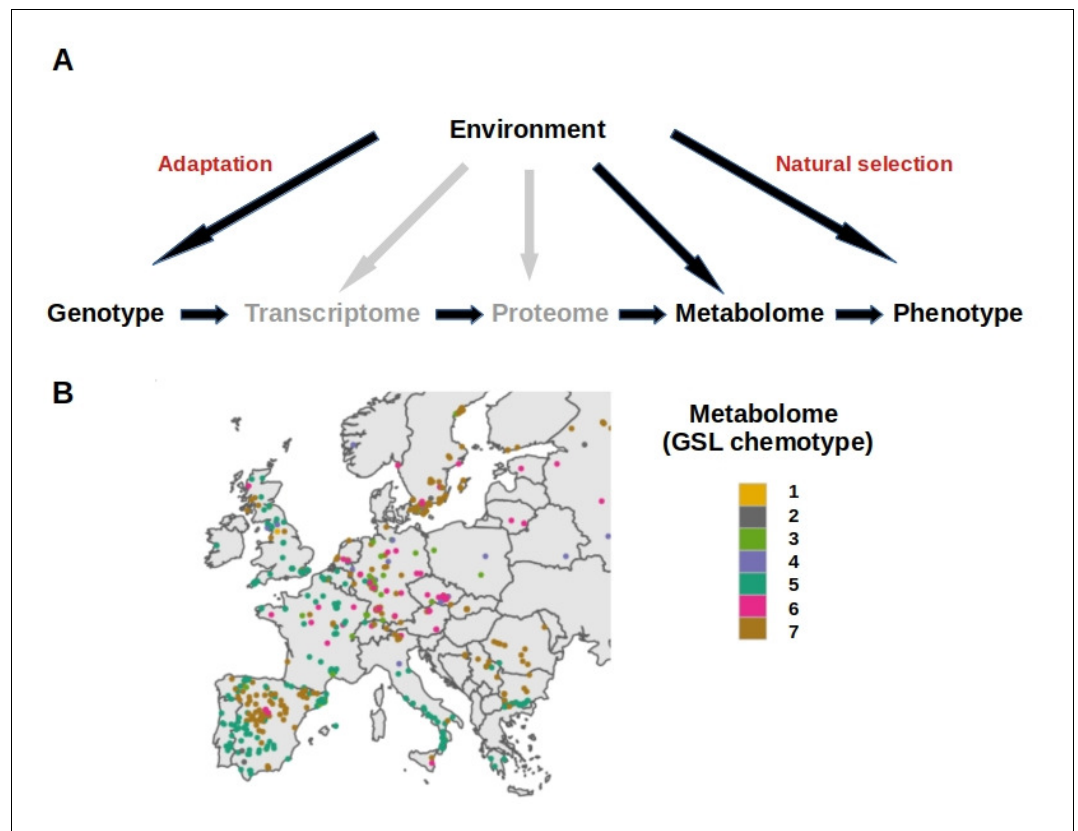 A
Environment
Adaptation
Natural selection
Genotype Transcriptome Proteome Metabolome Phenotype
B
Metabolome
(GSL chemotype)
1
2
3
4
5
6
7